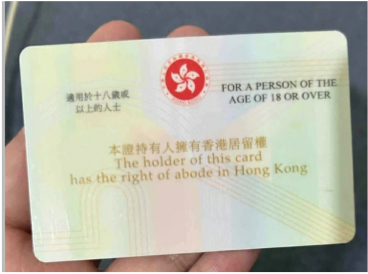 適用於十八歲或
以上的人士
FOR A PERSON OF THE
AGE OF 18 OR OVER
本證持有人擁有香港居留權
The holder of this card
has the right of abode in Hong Kong